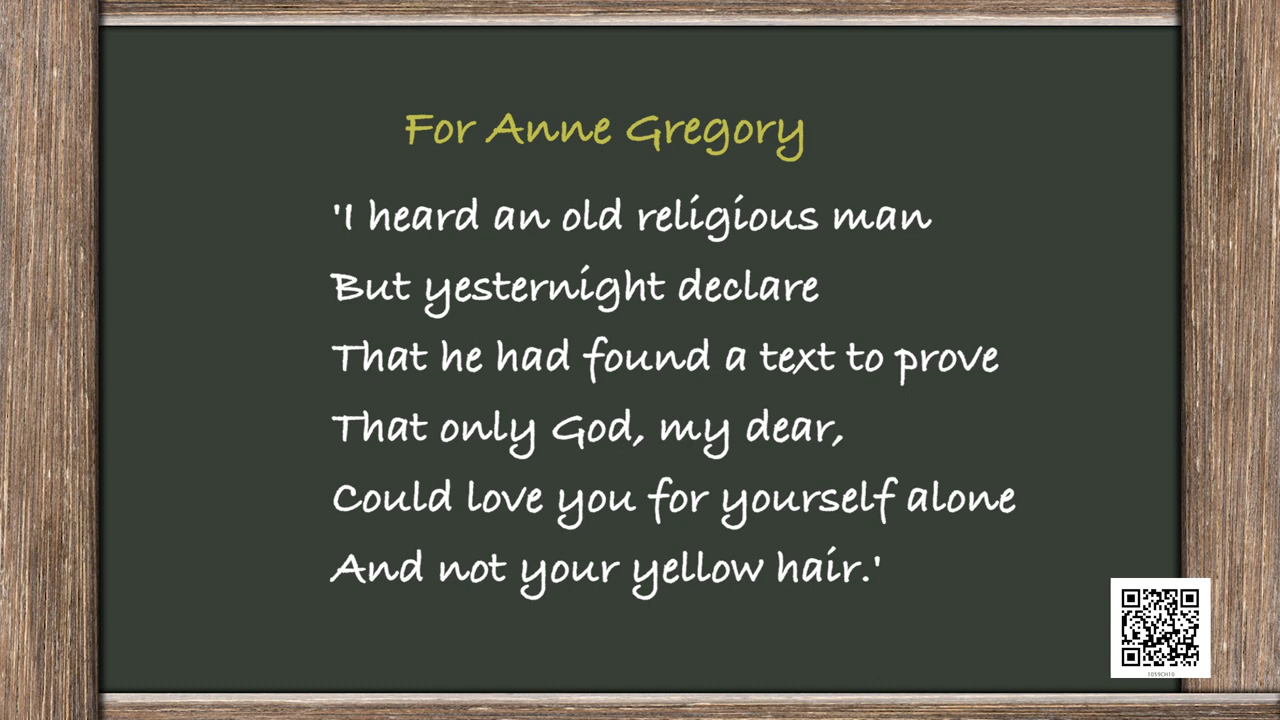 For Anne Gregory
'I heard an old religious man
But yesternight declare
That he had found a text to prove
That only God, my dear,
Could love you for yourself alone
And not your yellow hair.'
1059CH10